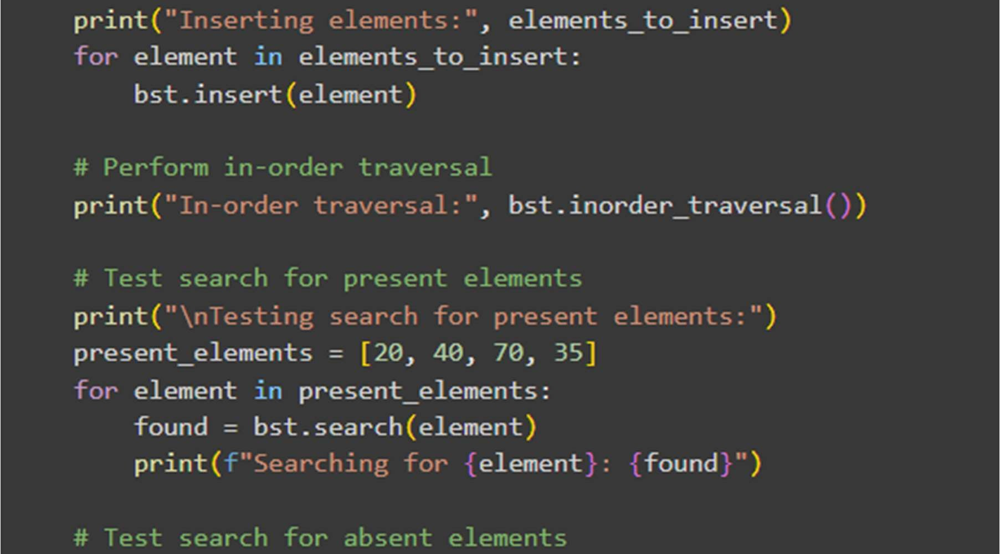 print("Inserting elements:", elements_to_insert)
for element in elements_to_insert:
    bst.insert(element)

# Perform in-order traversal
print("In-order traversal:", bst.inorder_traversal())

# Test search for present elements
print("\nTesting search for present elements:")
present_elements = [20, 40, 70, 35]
for element in present_elements:
    found = bst.search(element)
    print(f"Searching for {element}: {found}")

# Test search for absent elements